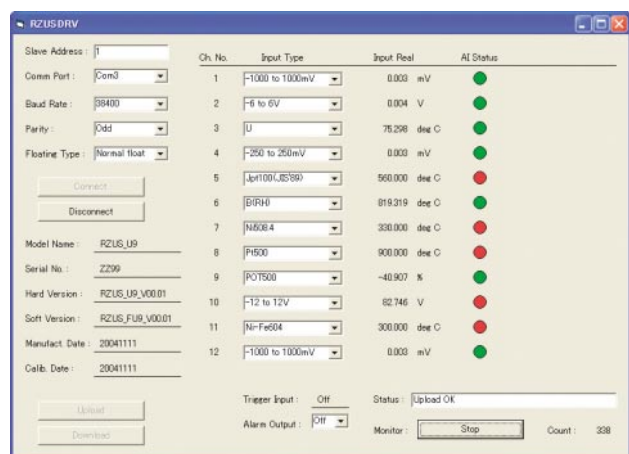 RZUSDRV
Slave Address : 1
Comm Port : Com3
Baud Rate : 38400
Parity : Odd
Floating Type : Normal float
Connect
Disconnect
Model Name : RZUS_U9
Serial No. : ZZ99
Hard Version : RZUS_U9_V00.01
Soft Version : RZUS_FU9_V00.01
Manufact. Date : 20041111
Calib. Date : 20041111
Upload
Download
Ch. No. Input Type Input Real AI Status
1 -1000 to 1000mV 0.003 mV
2 -6 to 6V 0.004 V
3 U 75.298 deg C
4 -250 to 250mV 0.003 mV
5 Jpt100(JIS'89) 560.000 deg C
6 B(RH) 819.319 deg C
7 Ni508.4 330.000 deg C
8 Pt500 900.000 deg C
9 POT500 -40.907 %
10 -12 to 12V 82.746 V
11 Ni-Fe604 300.000 deg C
12 -1000 to 1000mV 0.003 mV
Trigger Input : Off Status : Upload OK
Alarm Output : Off Monitor : Stop Count : 338